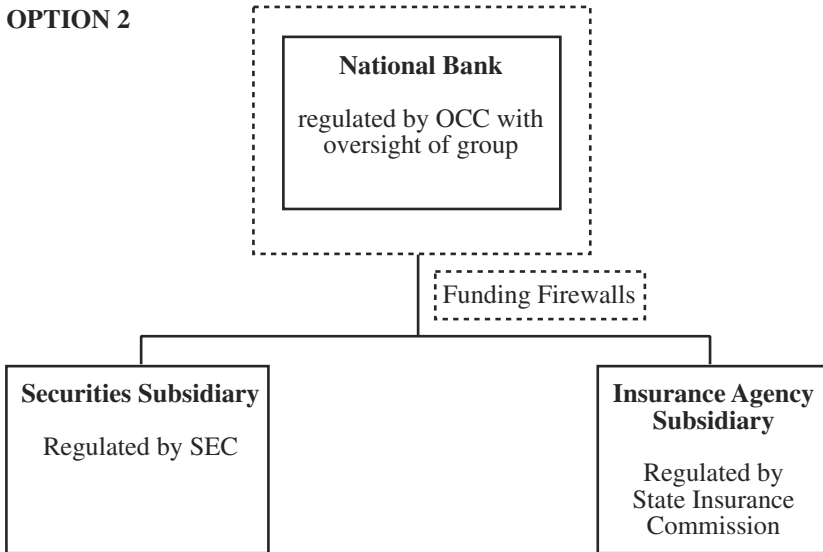 OPTION 2
National Bank
regulated by OCC with
oversight of group
Funding Firewalls
Securities Subsidiary
Regulated by SEC
Insurance Agency
Subsidiary
Regulated by
State Insurance
Commission